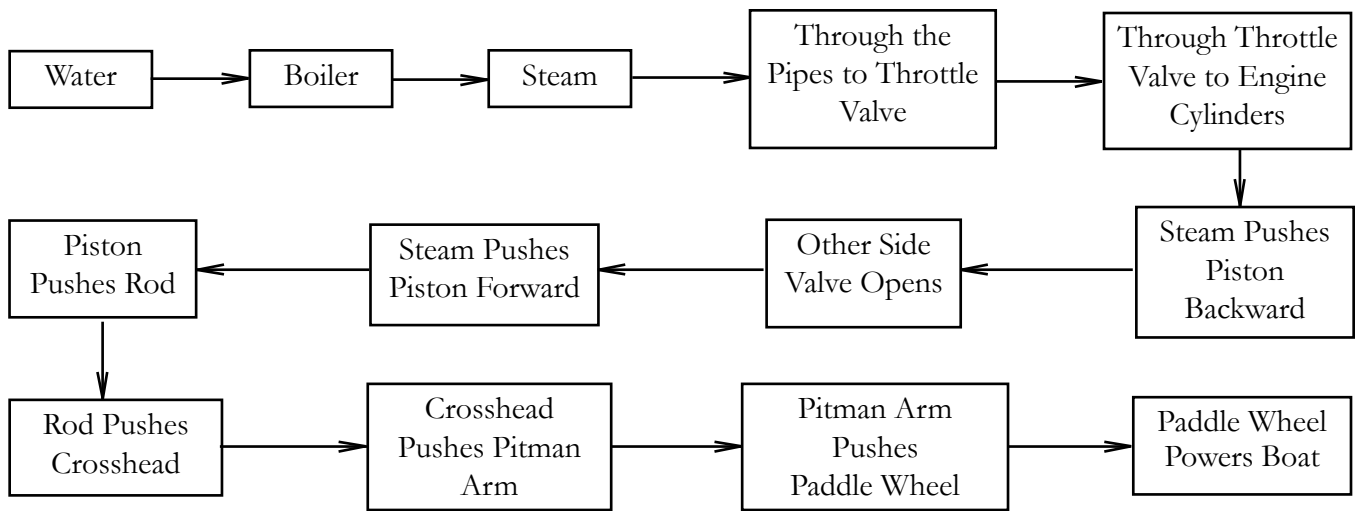 Water
Boiler
Steam
Through the
Pipes to Throttle
Valve
Through Throttle
Valve to Engine
Cylinders
Steam Pushes
Piston
Backward
Other Side
Valve Opens
Steam Pushes
Piston Forward
Piston
Pushes Rod
Rod Pushes
Crosshead
Crosshead
Pushes Pitman
Arm
Pitman Arm
Pushes
Paddle Wheel
Paddle Wheel
Powers Boat